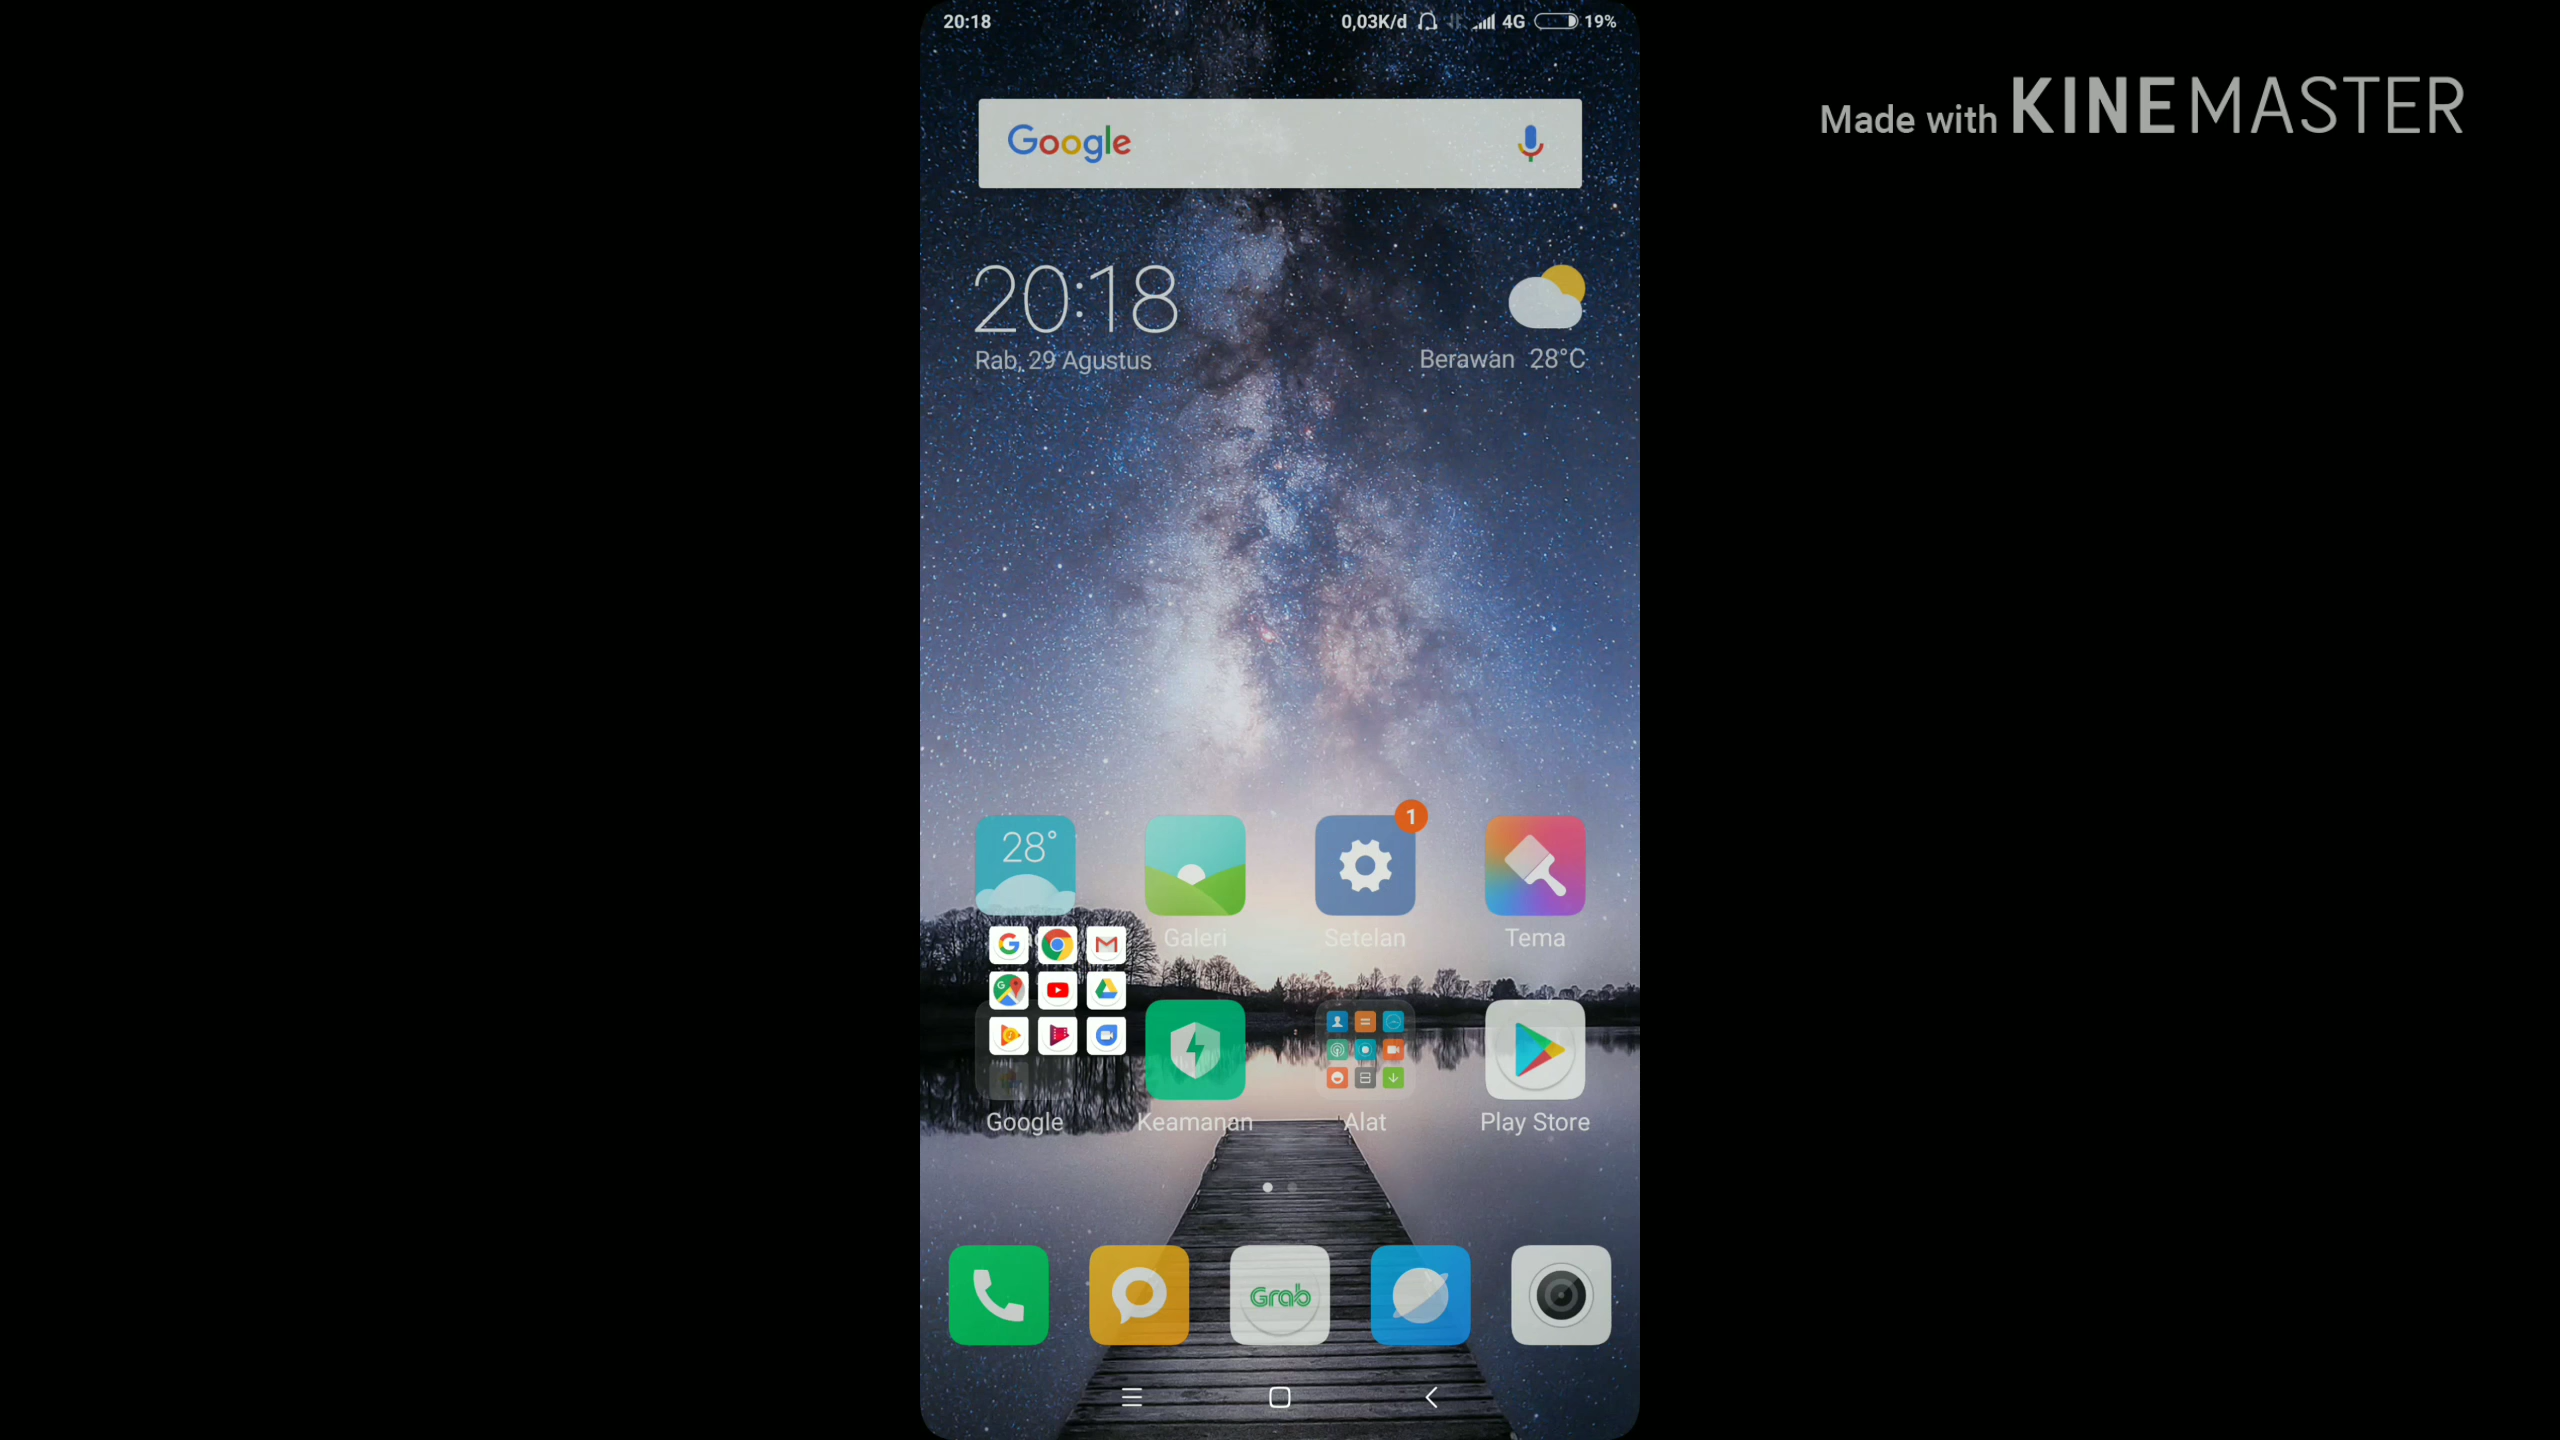 20:18 0,03K/d 4G 19%
Made with KINEMASTER
Google
20:18
Rab, 29 Agustus
Berawan 28°C
28°
1
Galeri Setelan Tema
Google Keamanan Alat Play Store
Grab